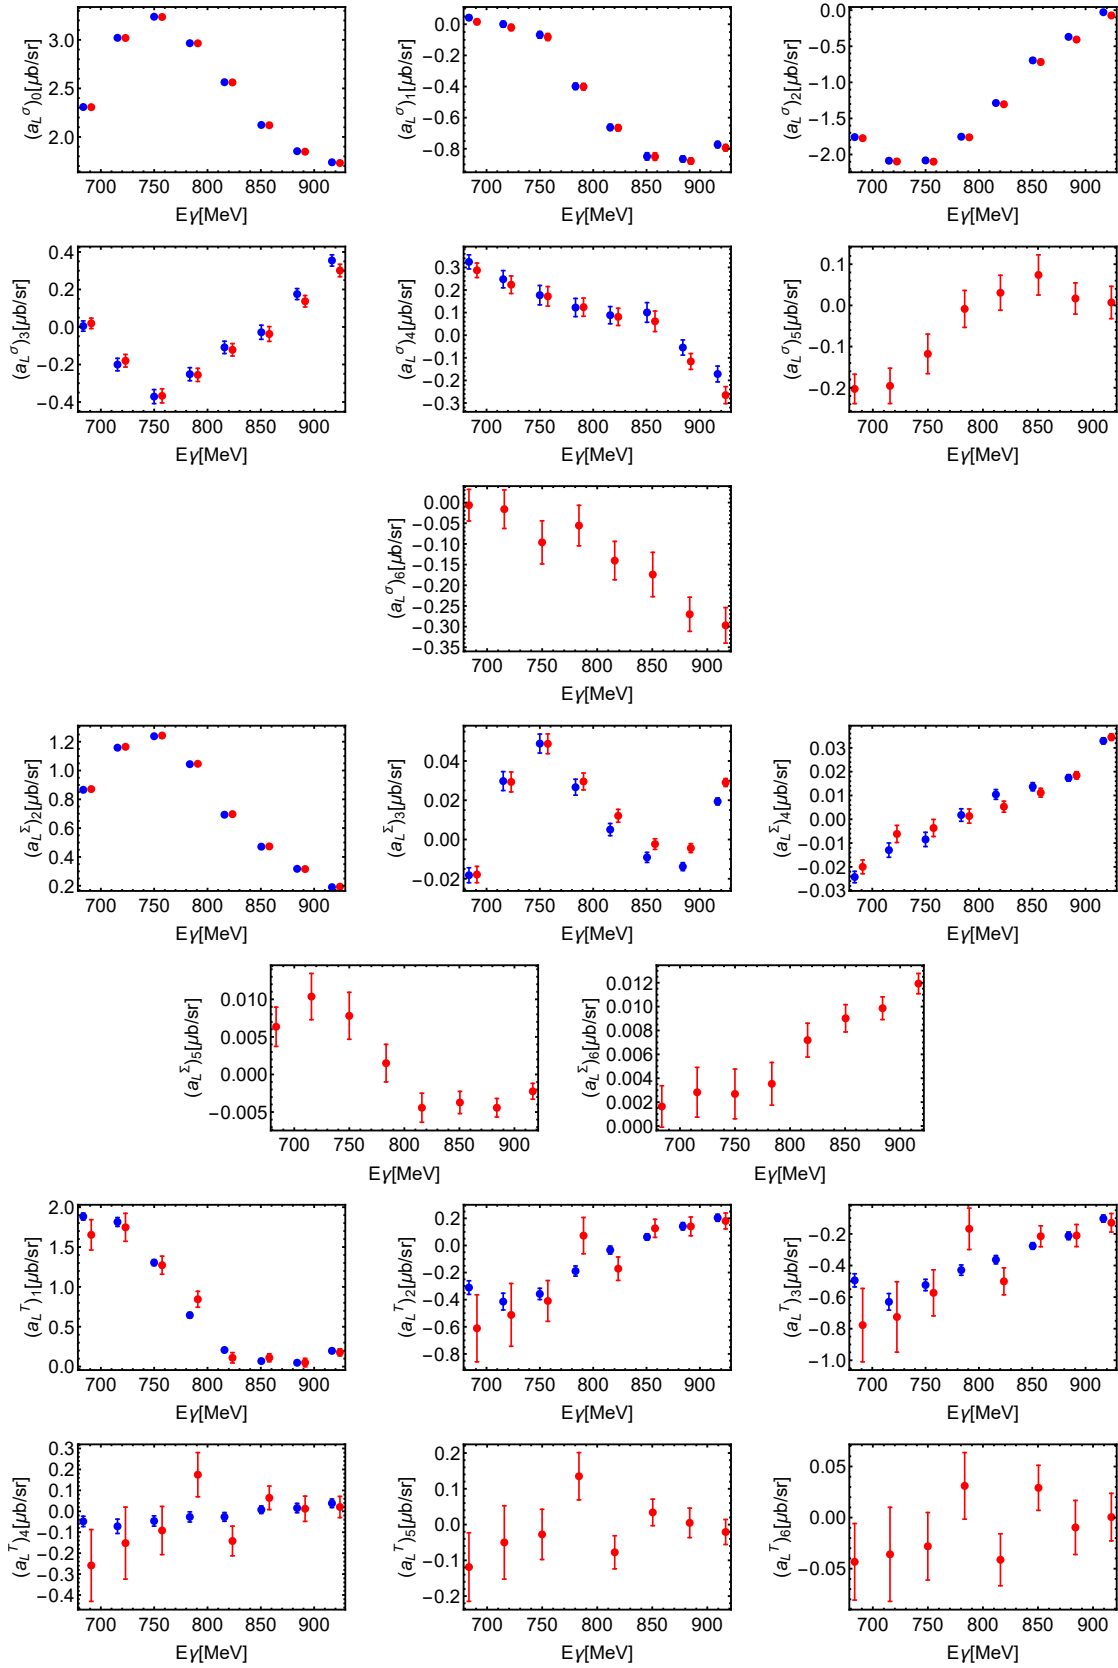 (a_L^σ)_0[μb/sr]
3.0
2.5
2.0
700 750 800 850 900
Eγ[MeV]
(a_L^σ)_1[μb/sr]
0.0
−0.2
−0.4
−0.6
−0.8
700 750 800 850 900
Eγ[MeV]
(a_L^σ)_2[μb/sr]
0.0
−0.5
−1.0
−1.5
−2.0
700 750 800 850 900
Eγ[MeV]
(a_L^σ)_3[μb/sr]
0.4
0.2
0.0
−0.2
−0.4
700 750 800 850 900
Eγ[MeV]
(a_L^σ)_4[μb/sr]
0.3
0.2
0.1
0.0
−0.1
−0.2
−0.3
700 750 800 850 900
Eγ[MeV]
(a_L^σ)_5[μb/sr]
0.1
0.0
−0.1
−0.2
700 750 800 850 900
Eγ[MeV]
(a_L^σ)_6[μb/sr]
0.00
−0.05
−0.10
−0.15
−0.20
−0.25
−0.30
−0.35
700 750 800 850 900
Eγ[MeV]
(a_L^Σ)_2[μb/sr]
1.2
1.0
0.8
0.6
0.4
0.2
700 750 800 850 900
Eγ[MeV]
(a_L^Σ)_3[μb/sr]
0.04
0.02
0.00
−0.02
700 750 800 850 900
Eγ[MeV]
(a_L^Σ)_4[μb/sr]
0.03
0.02
0.01
0.00
−0.01
−0.02
−0.03
700 750 800 850 900
Eγ[MeV]
(a_L^Σ)_5[μb/sr]
0.010
0.005
0.000
−0.005
700 750 800 850 900
Eγ[MeV]
(a_L^Σ)_6[μb/sr]
0.012
0.010
0.008
0.006
0.004
0.002
0.000
700 750 800 850 900
Eγ[MeV]
(a_L^T)_1[μb/sr]
2.0
1.5
1.0
0.5
0.0
700 750 800 850 900
Eγ[MeV]
(a_L^T)_2[μb/sr]
0.2
0.0
−0.2
−0.4
−0.6
−0.8
700 750 800 850 900
Eγ[MeV]
(a_L^T)_3[μb/sr]
−0.2
−0.4
−0.6
−0.8
−1.0
700 750 800 850 900
Eγ[MeV]
(a_L^T)_4[μb/sr]
0.3
0.2
0.1
0.0
−0.1
−0.2
−0.3
−0.4
700 750 800 850 900
Eγ[MeV]
(a_L^T)_5[μb/sr]
0.2
0.1
0.0
−0.1
−0.2
700 750 800 850 900
Eγ[MeV]
(a_L^T)_6[μb/sr]
0.05
0.00
−0.05
700 750 800 850 900
Eγ[MeV]